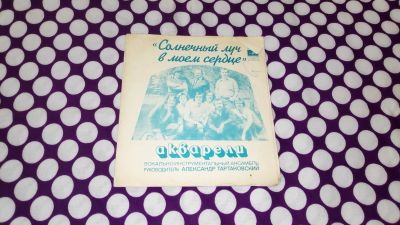 „Солнечный луч
в моем сердце"
акварели
ВОКАЛЬНО-ИНСТРУМЕНТАЛЬНЫЙ АНСАМБЛЬ
РУКОВОДИТЕЛЬ АЛЕКСАНДР ТАРТАКОВСКИЙ